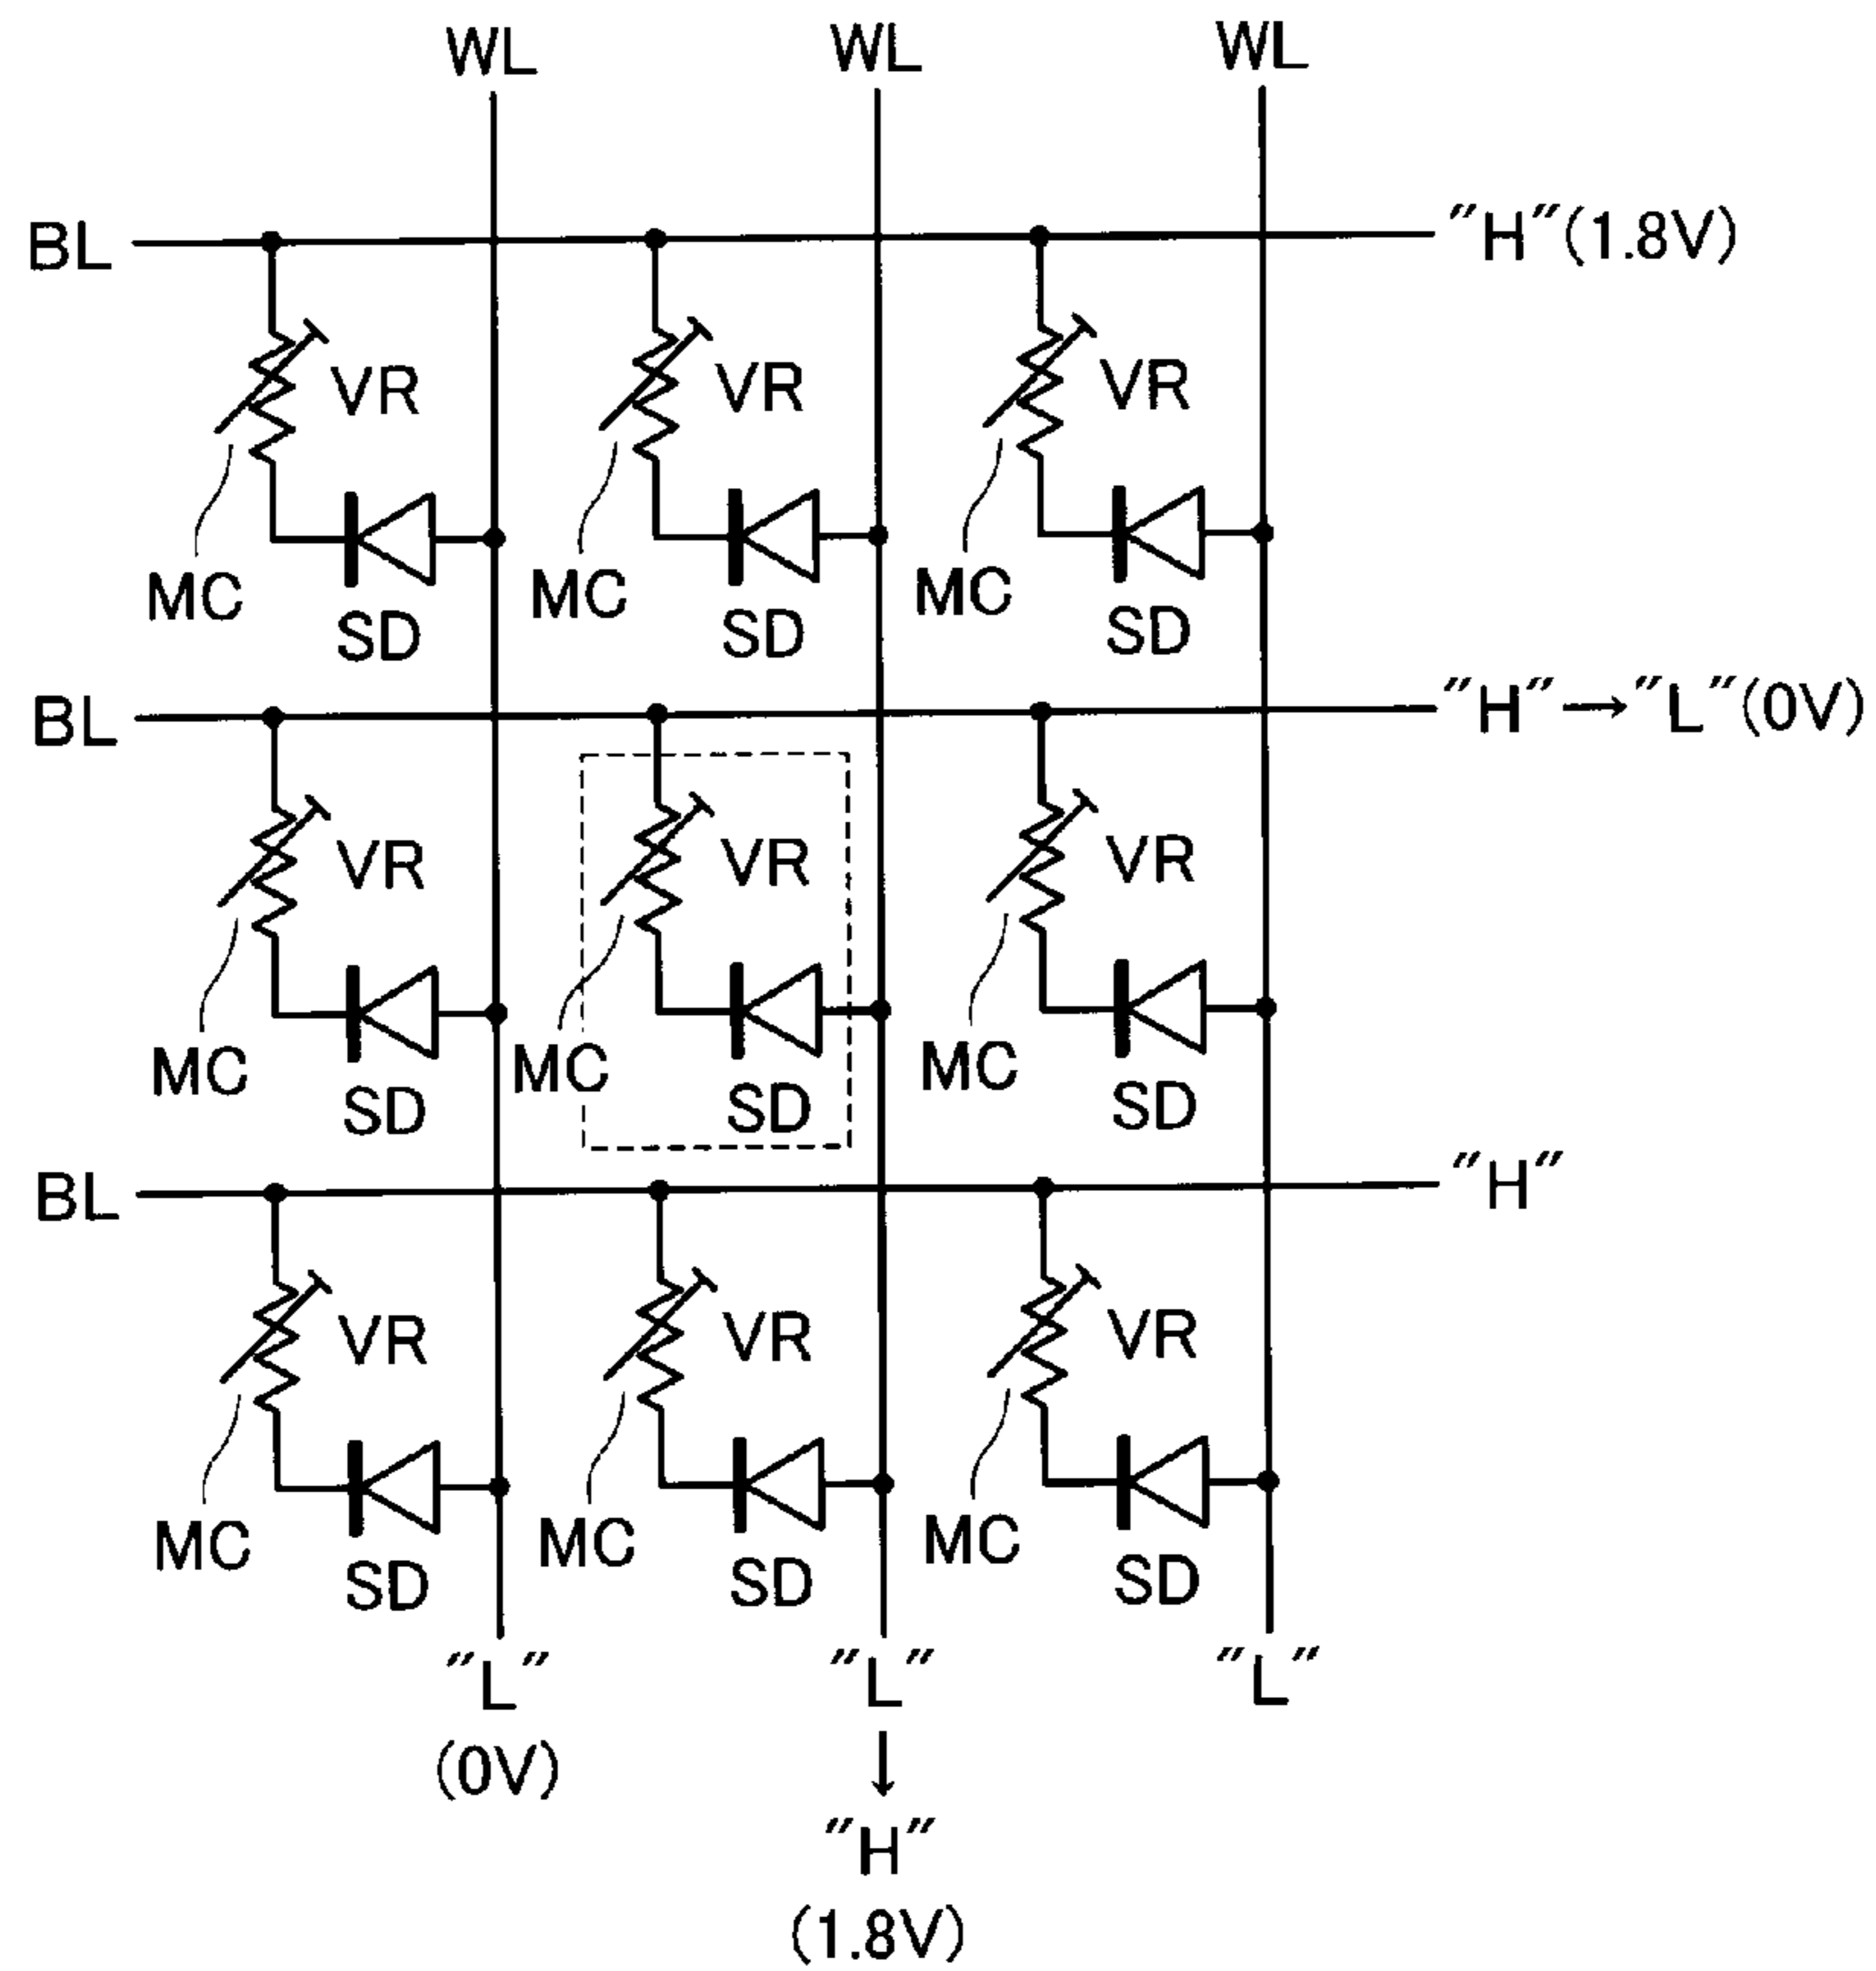 WL WL WL
BL "H"(1.8V)
VR VR VR
MC MC MC
SD SD SD
BL "H" → "L"(0V)
VR VR VR
MC MC MC
SD SD SD
BL "H"
VR VR VR
MC MC MC
SD SD SD
"L" "L" "L"
(0V) ↓
"H"
(1.8V)